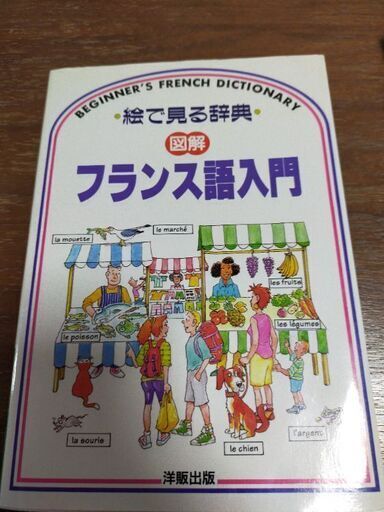 BEGINNER'S FRENCH DICTIONARY
・絵で見る辞典・
図解
フランス語入門
la mouette
le marché
les fruits
le poisson
les légumes
la souris
le chien
l'argent
洋販出版